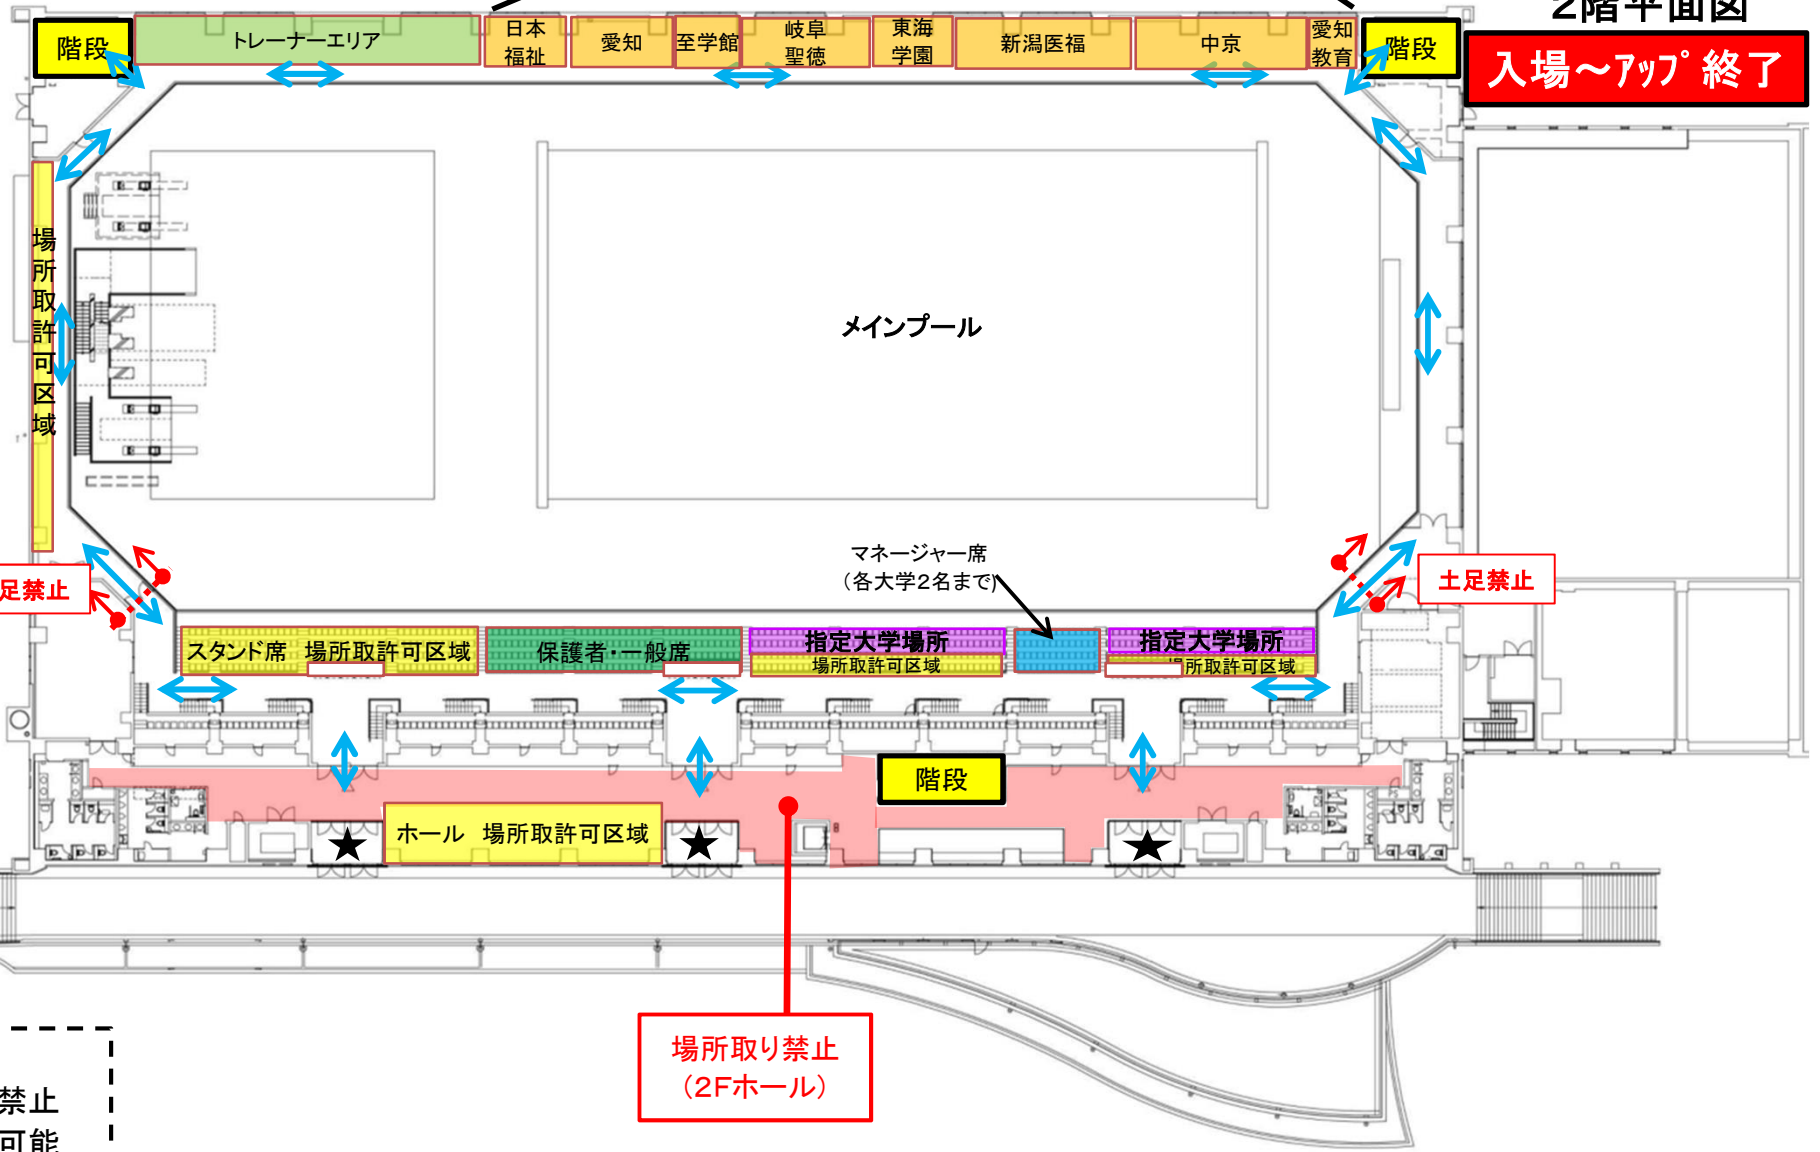 2階平面図
入場～アップ終了
階段
トレーナーエリア
日本
福祉
愛知
至学館
岐阜
聖徳
東海
学園
新潟医福
中京
愛知
教育
階段
場所取許可区域
メインプール
マネージャー席
（各大学2名まで）
足禁止
土足禁止
スタンド席　場所取許可区域
保護者・一般席
指定大学場所
場所取許可区域
指定大学場所
場所取許可区域
階段
ホール　場所取許可区域
★
★
★
場所取り禁止
（2Fホール）
禁止
可能